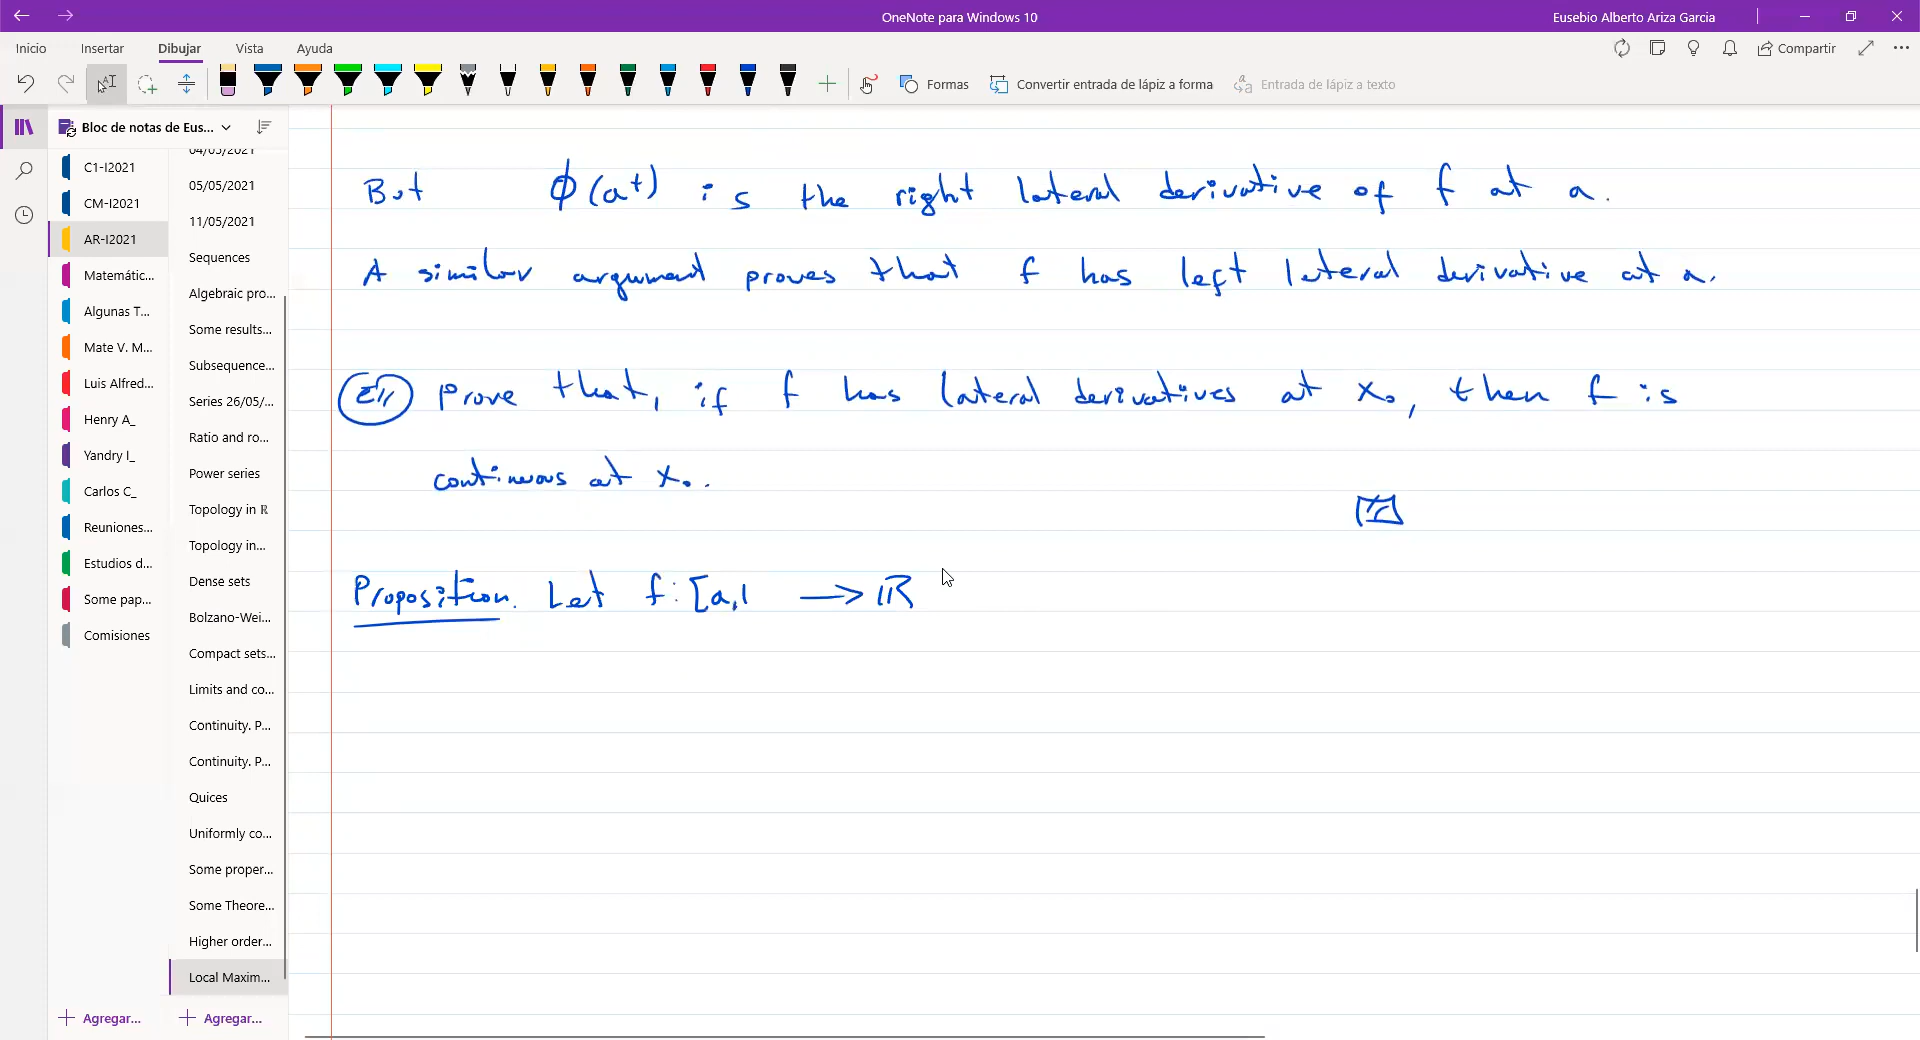 OneNote para Windows 10
Eusebio Alberto Ariza Garcia
Inicio Insertar Dibujar Vista Ayuda
Compartir
Formas
Convertir entrada de lápiz a forma
Entrada de lápiz a texto
Bloc de notas de Eus...
C1-I2021
CM-I2021
AR-I2021
Matemátic...
Algunas T...
Mate V. M...
Luis Alfred...
Henry A_
Yandry I_
Carlos C_
Reuniones...
Estudios d...
Some pap...
Comisiones
Agregar...
04/05/2021
05/05/2021
11/05/2021
Sequences
Algebraic pro...
Some results...
Subsequence...
Series 26/05/...
Ratio and ro...
Power series
Topology in ℝ
Topology in...
Dense sets
Bolzano-Wei...
Compact sets...
Limits and co...
Continuity. P...
Continuity. P...
Quices
Uniformly co...
Some proper...
Some Theore...
Higher order...
Local Maxim...
Agregar...
But ϕ(a⁺) is the right lateral derivative of f at a.
A similar argument proves that f has left lateral derivative at a.
Prove that, if f has lateral derivatives at x₀, then f is
continuous at x₀.
Proposition. Let f: [a, → ℝ